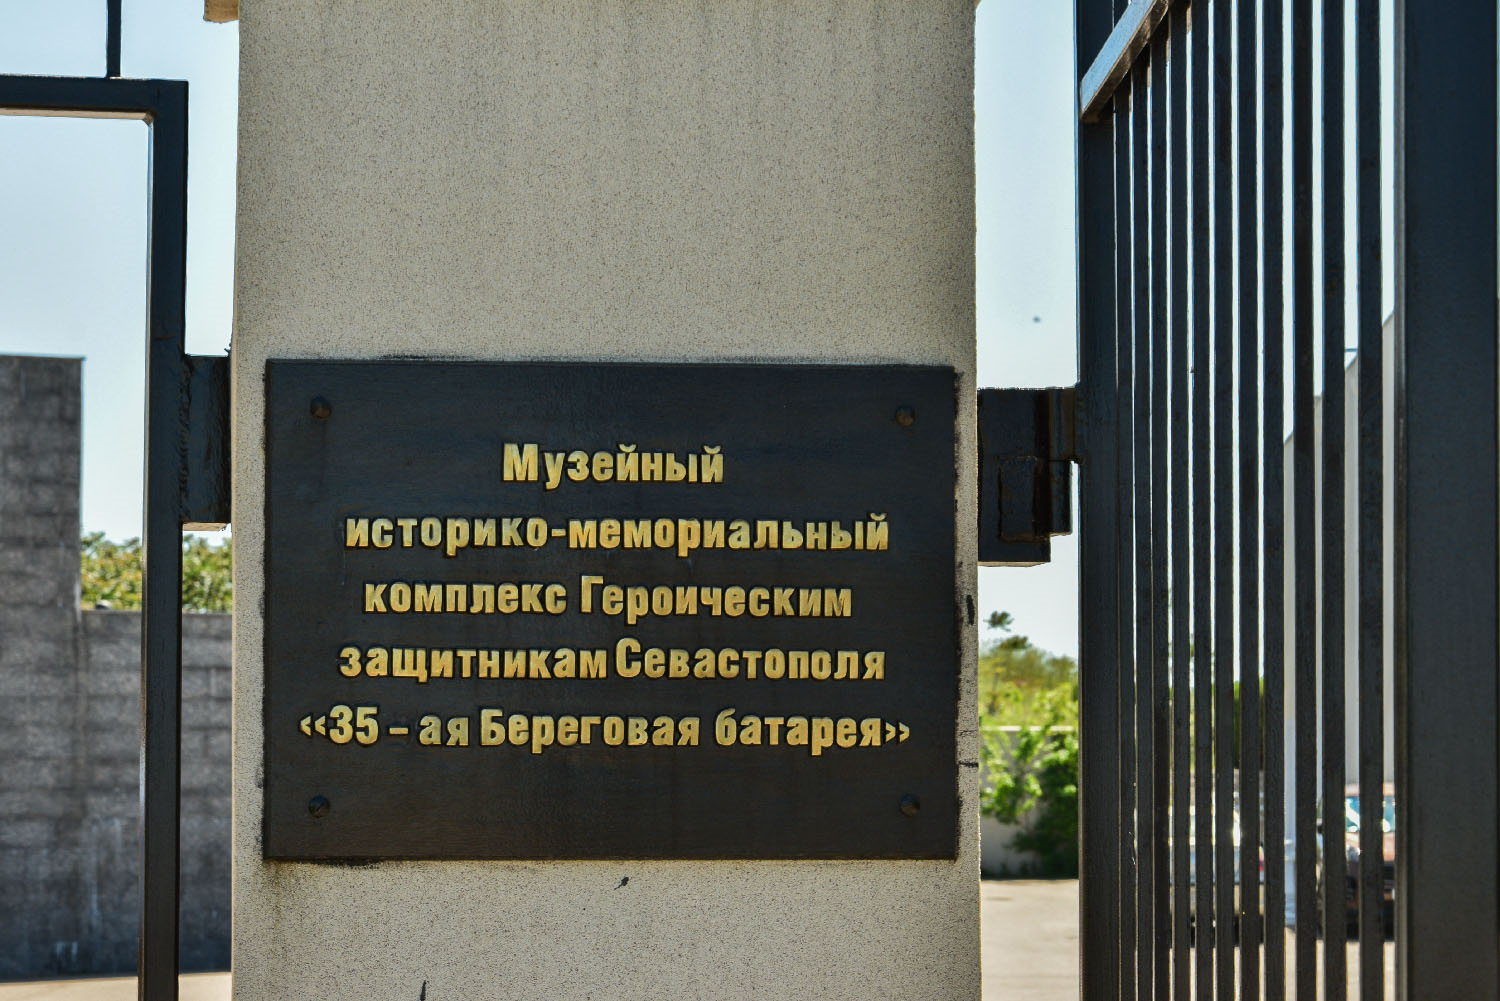 Музейный
историко-мемориальный
комплекс Героическим
защитникам Севастополя
«35 – ая Береговая батарея»